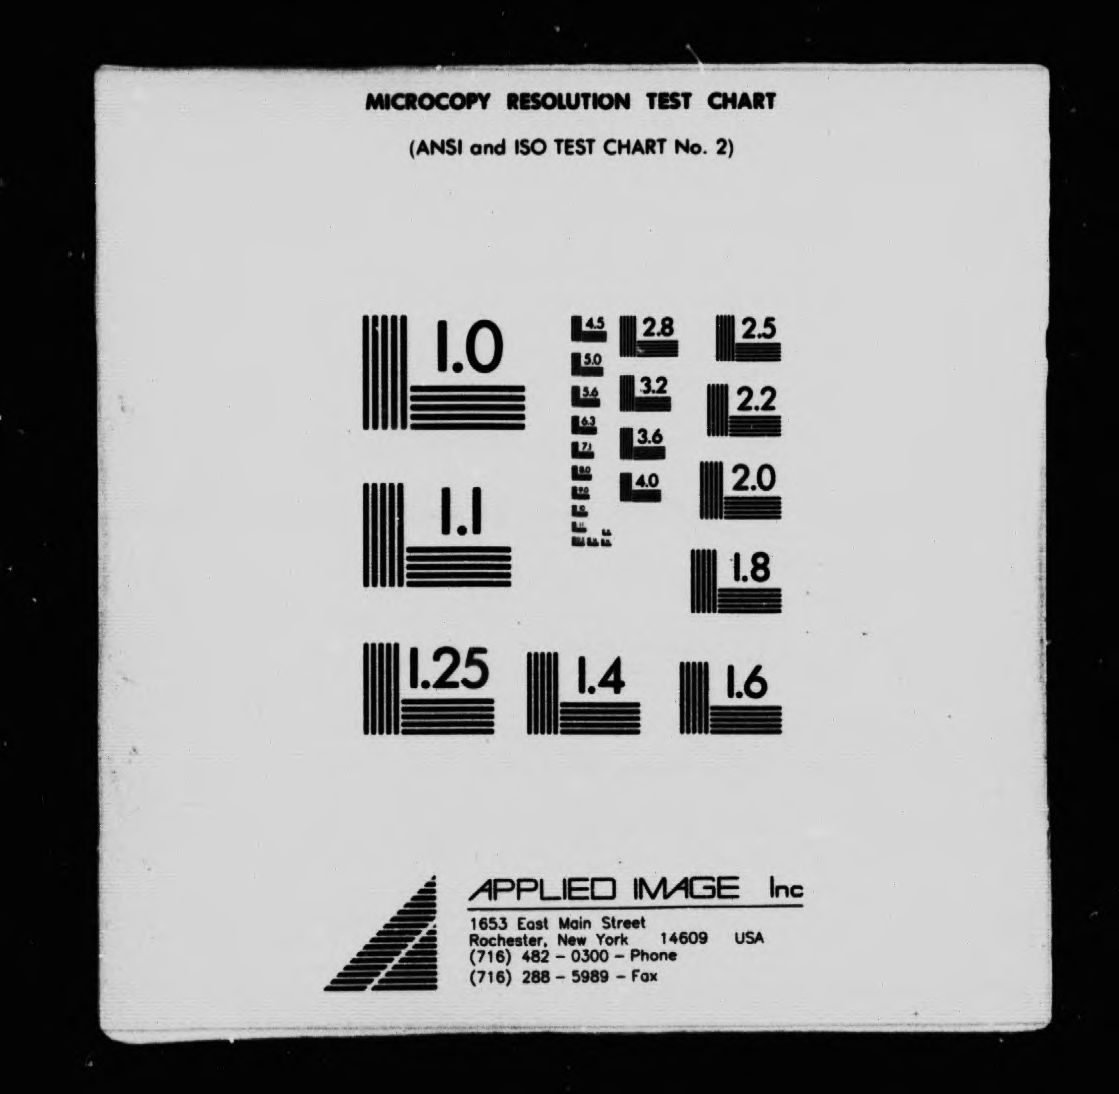 MICROCOPY RESOLUTION TEST CHART
(ANSI and ISO TEST CHART No. 2)
1.0
1.1
1.25
1.4
1.6
4.5
5.0
5.6
6.3
7.1
8.0
9.0
2.8
3.2
3.6
4.0
2.5
2.2
2.0
1.8
APPLIED IMAGE Inc
1653 East Main Street
Rochester, New York 14609 USA
(716) 482 - 0300 - Phone
(716) 288 - 5989 - Fax